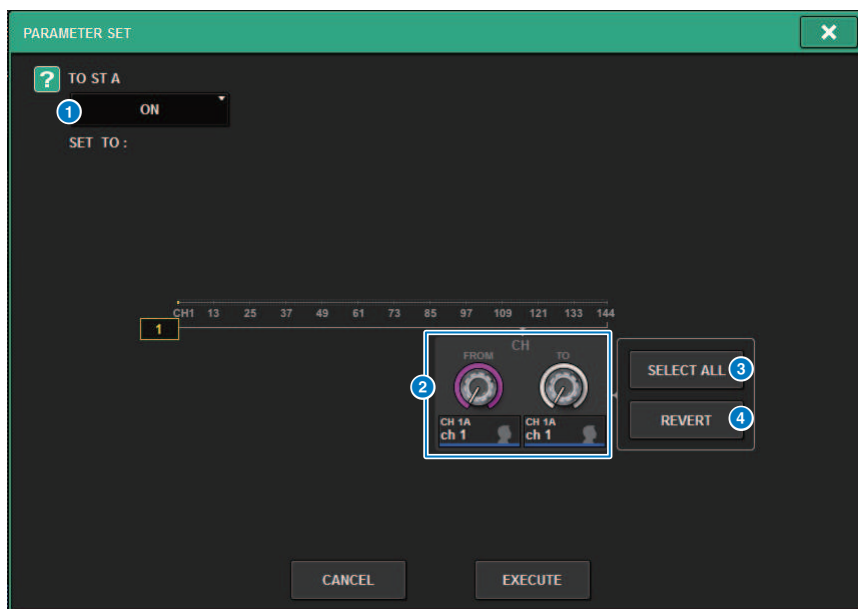 PARAMETER SET
?
TO ST A
1
ON
SET TO :
CH1 13 25 37 49 61 73 85 97 109 121 133 144
1
CH
FROM TO
2
CH 1A
ch 1
CH 1A
ch 1
SELECT ALL
3
REVERT
4
CANCEL
EXECUTE